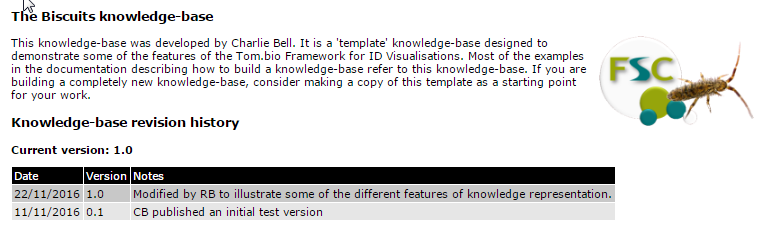 The Biscuits knowledge-base
This knowledge-base was developed by Charlie Bell. It is a 'template' knowledge-base designed to
demonstrate some of the features of the Tom.bio Framework for ID Visualisations. Most of the examples
in the documentation describing how to build a knowledge-base refer to this knowledge-base. If you are
building a completely new knowledge-base, consider making a copy of this template as a starting point
for your work.
FSC
Knowledge-base revision history
Current version: 1.0
Date Version Notes
22/11/2016 1.0 Modified by RB to illustrate some of the different features of knowledge representation.
11/11/2016 0.1 CB published an initial test version